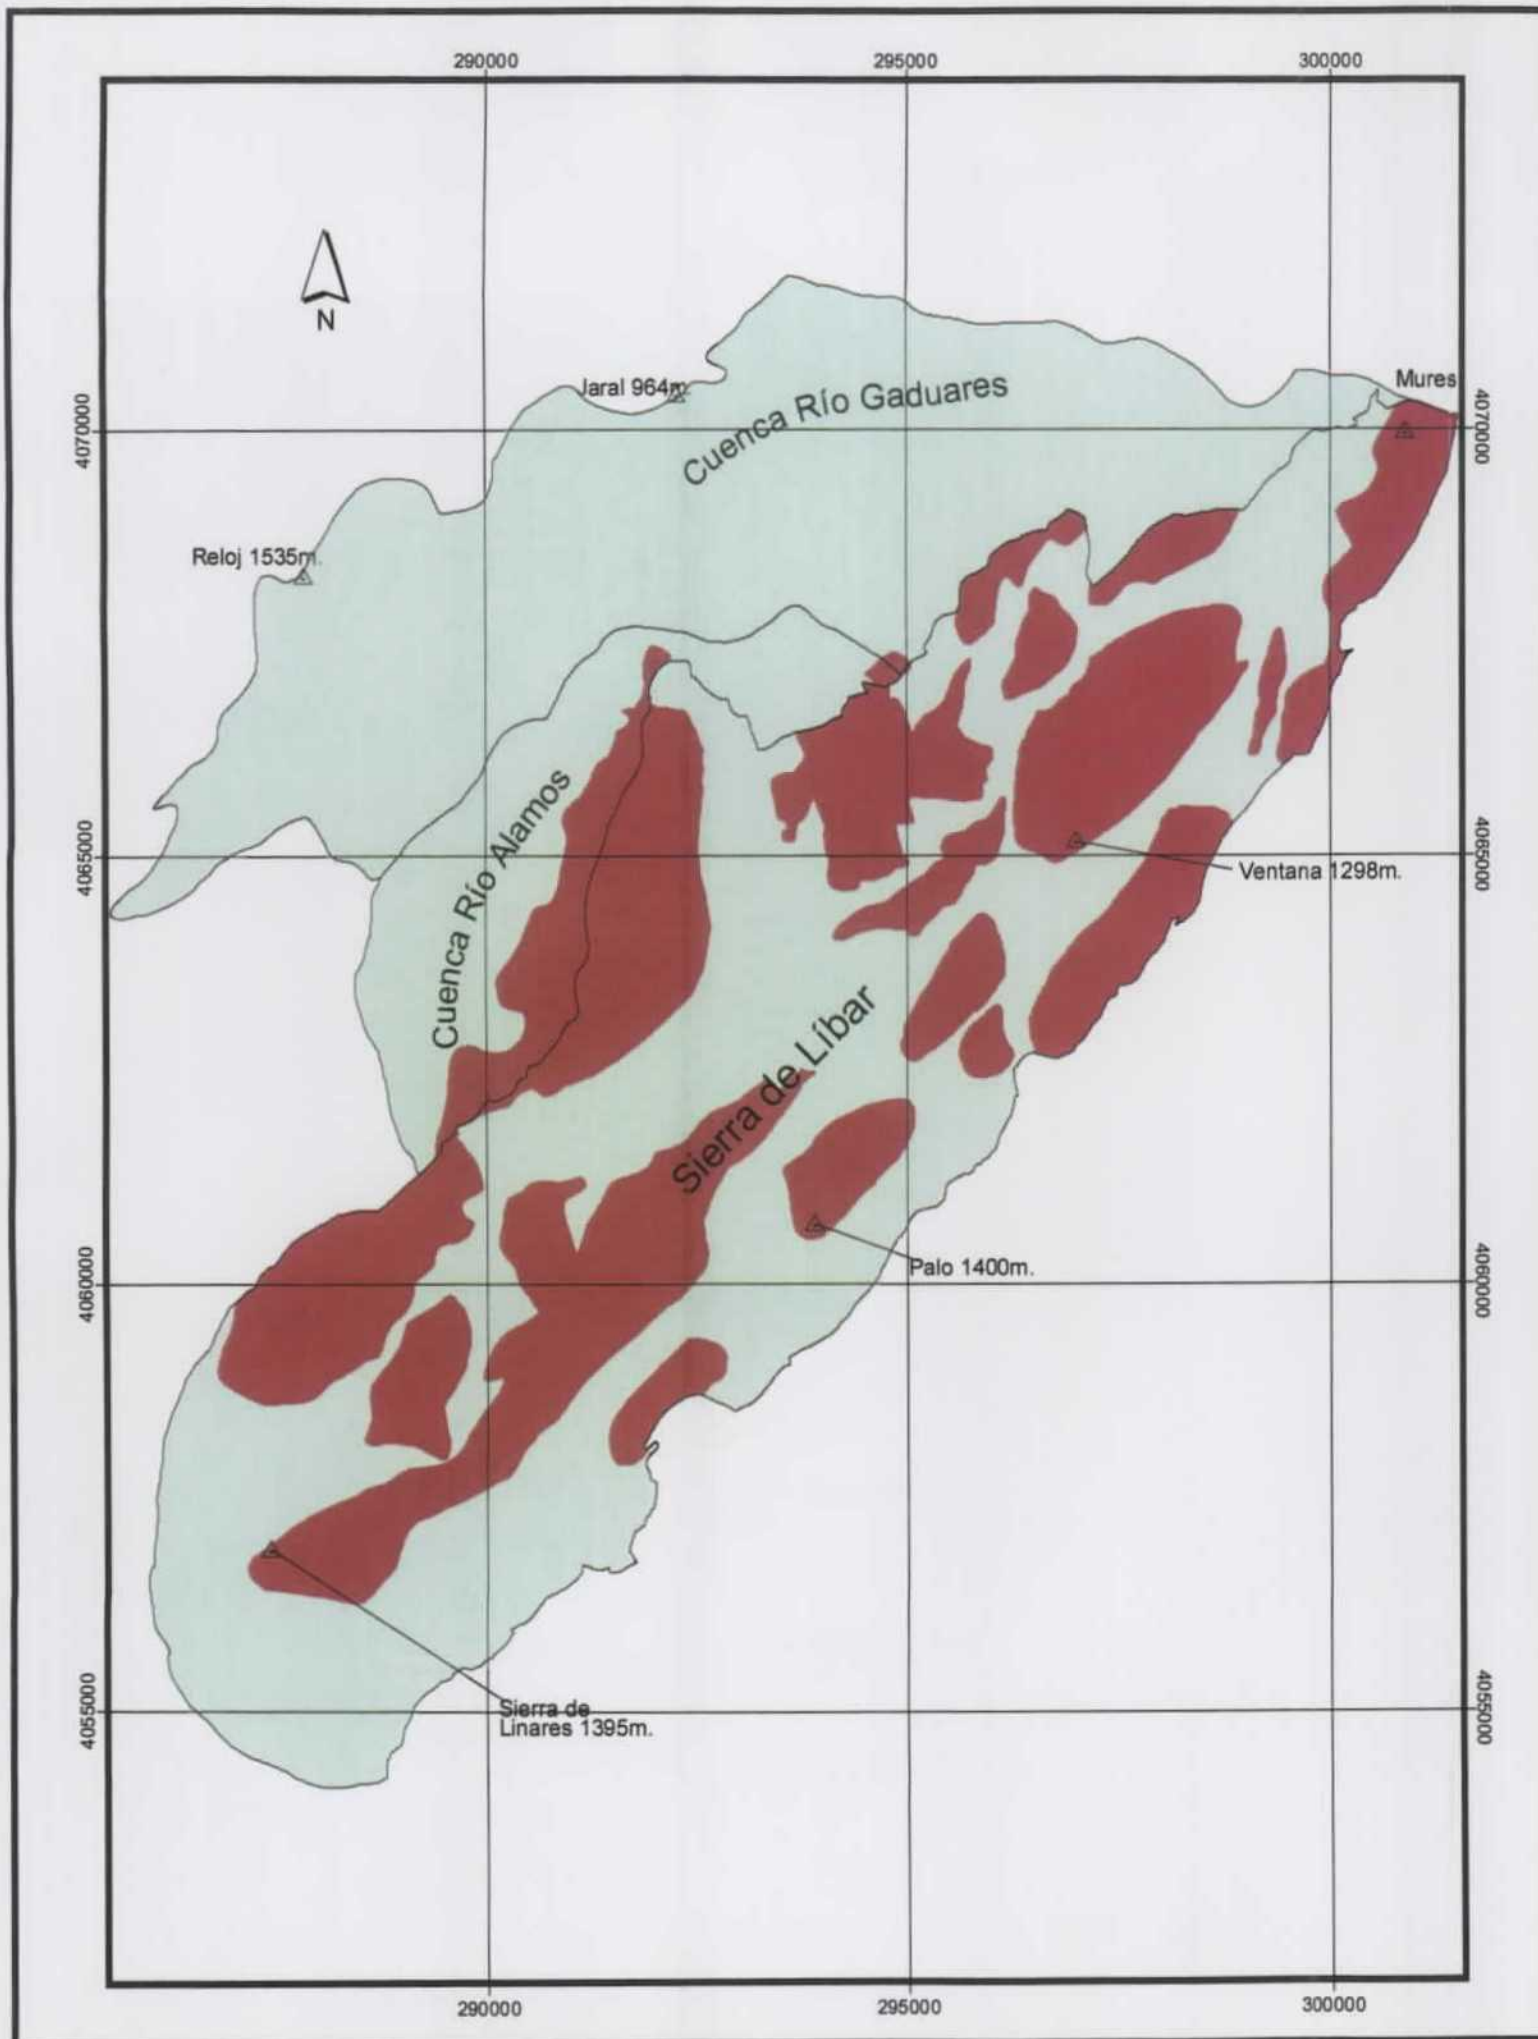 290000 295000 300000
N
Jaral 964m.
Cuenca Río Gaduares
Mures
4070000 4070000
Reloj 1535m.
Cuenca Río Alamos
4065000 4065000
Ventana 1298m.
Sierra de Líbar
Palo 1400m.
4060000 4060000
Sierra de
Linares 1395m.
4055000 4055000
290000 295000 300000